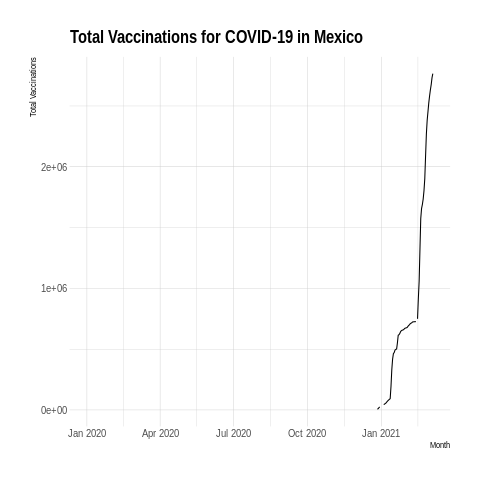 Total Vaccinations for COVID-19 in Mexico
Total Vaccinations
2e+06
1e+06
0e+00
Jan 2020 Apr 2020 Jul 2020 Oct 2020 Jan 2021
Month